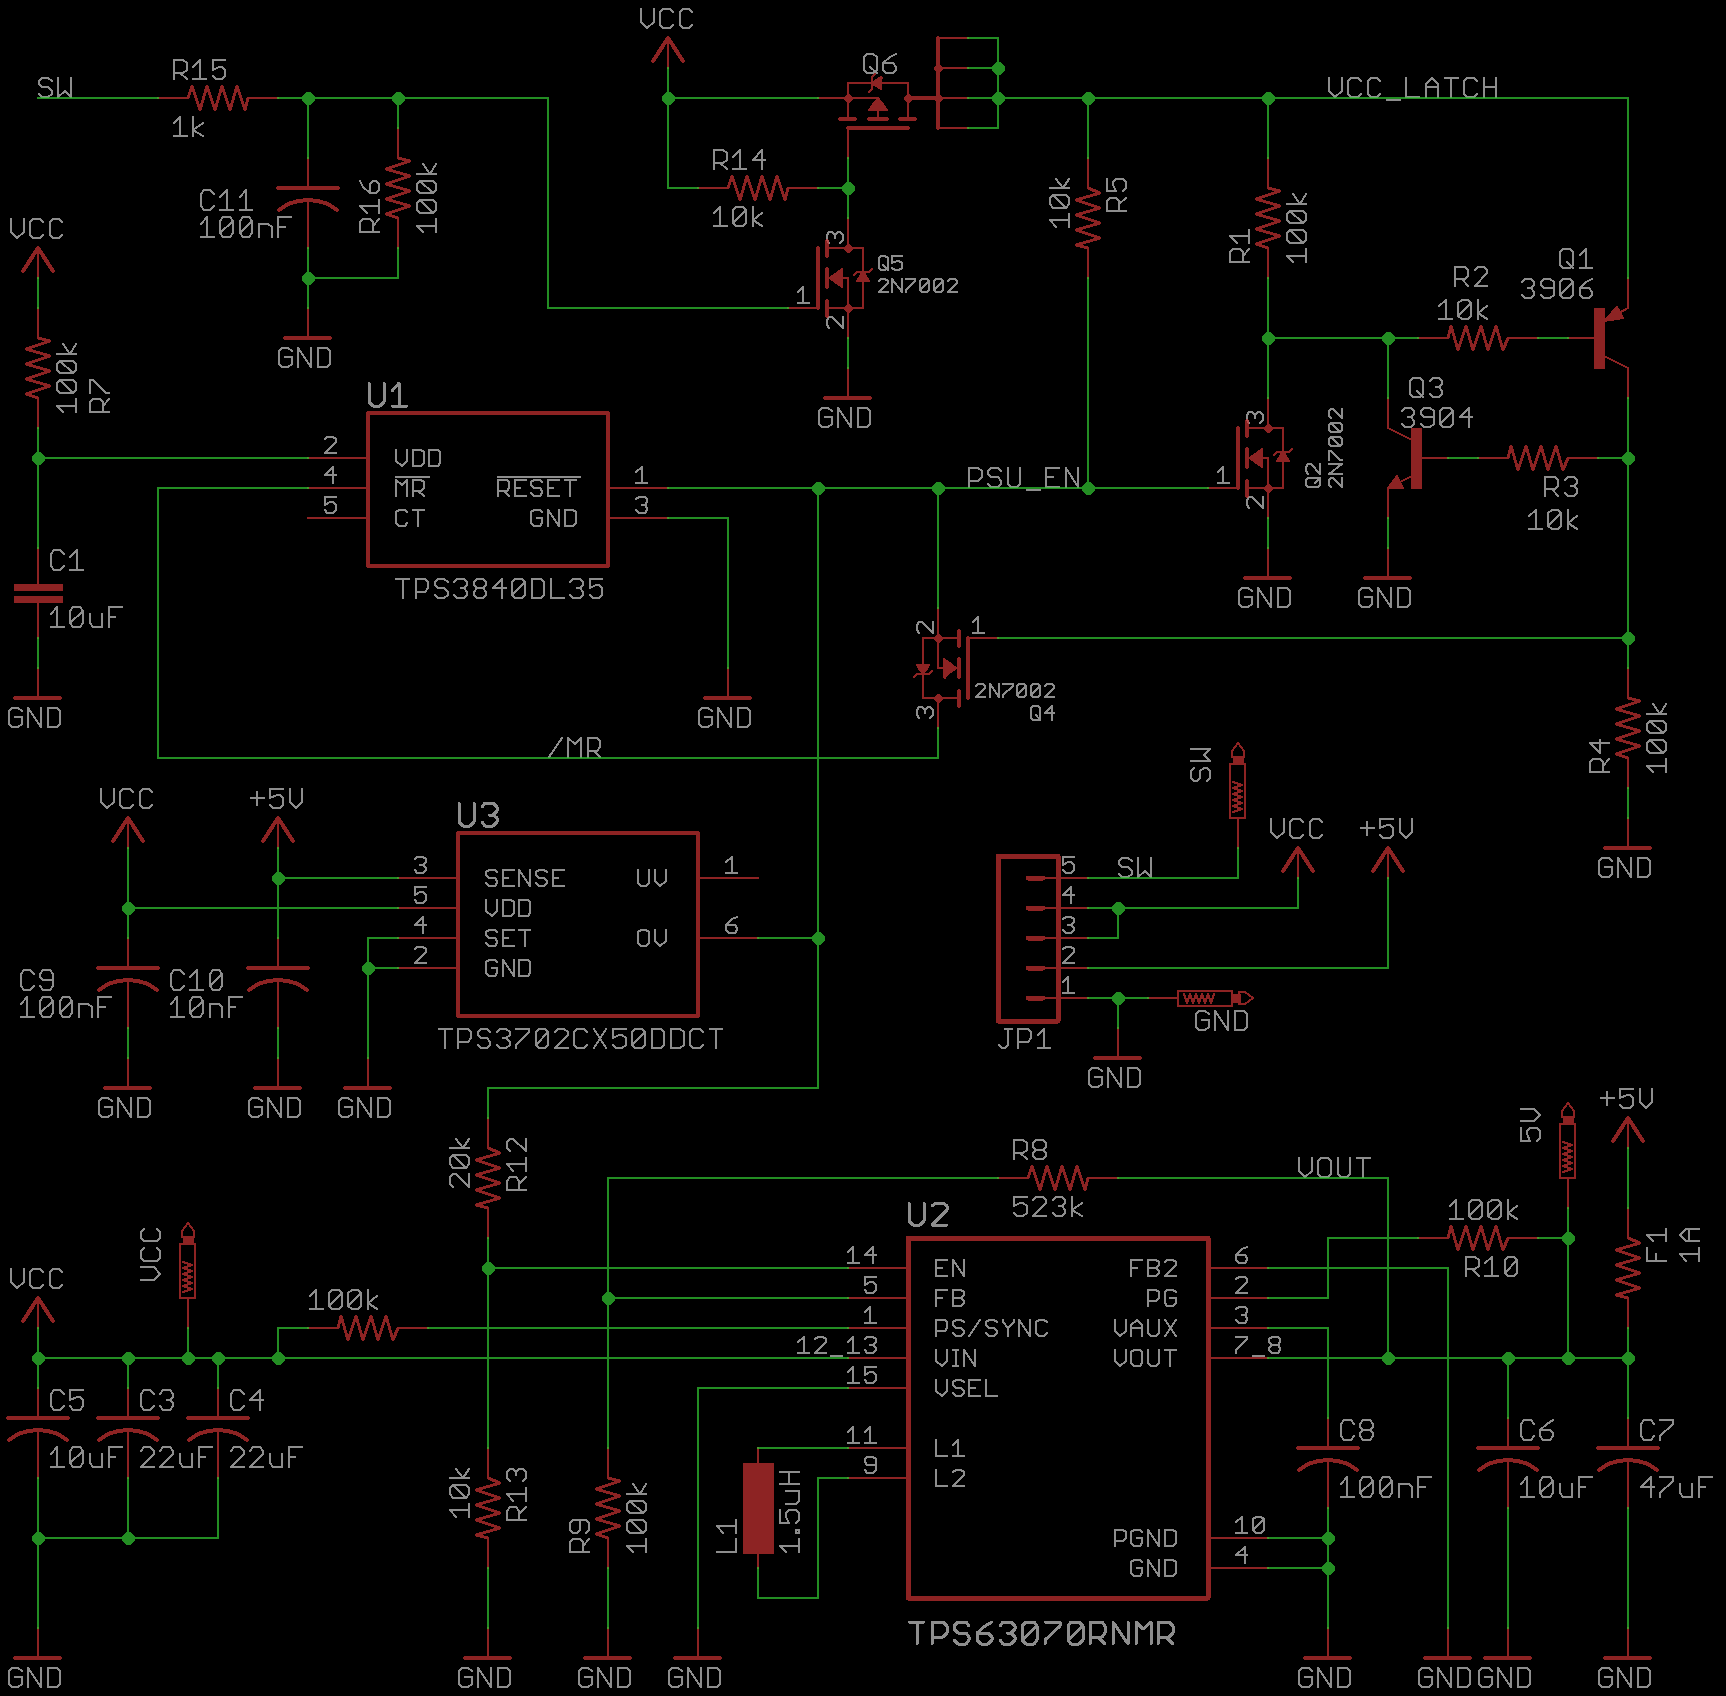 VCC
SW
R15
1k
Q6
VCC_LATCH
C11
100nF
R16
100k
R14
10k
10k
R5
R1
100k
VCC
3
Q5
2N7002
1
2
R2
10k
Q1
3906
GND
100k
R7
GND
U1
2
4
5
VDD
MR
CT
RESET
GND
1
3
TPS3840DL35
PSU_EN
3
1
2
Q2
2N7002
Q3
3904
R3
10k
C1
10uF
GND
GND
GND
GND
2
1
3
2N7002
Q4
/MR
R4
100k
GND
VCC
+5V
U3
3
5
4
2
SENSE
VDD
SET
GND
UV
OV
1
6
TPS3702CX50DDCT
C9
100nF
C10
10nF
GND
GND
GND
SW
VCC
+5V
5
SW
4
3
2
1
GND
JP1
GND
20k
R12
R8
523k
VOUT
5V
+5V
100k
R10
F1
1A
VCC
VCC
100k
U2
14
5
1
12_13
15
11
9
EN
FB
PS/SYNC
VIN
VSEL
L1
L2
FB2
PG
VAUX
VOUT
PGND
GND
6
2
3
7_8
10
4
TPS63070RNMR
C5
10uF
C3
22uF
C4
22uF
10k
R13
R9
100k
L1
1.5uH
C8
100nF
C6
10uF
C7
47uF
GND
GND
GND
GND
GND
GND
GND
GND